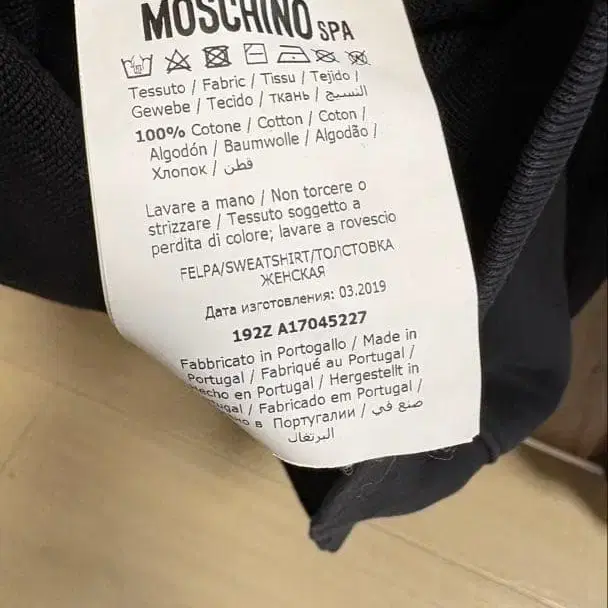 MOSCHINO SPA
Tessuto / Fabric / Tissu / Tejido /
Gewebe / Tecido / ткань / النسيج
100% Cotone / Cotton / Coton /
Algodón / Baumwolle / Algodão /
Хлопок / قطن
Lavare a mano / Non torcere o
strizzare / Tessuto soggetto a
perdita di colore; lavare a rovescio
FELPA/SWEATSHIRT/ТОЛСТОВКА
ЖЕНСКАЯ
Дата изготовления: 03.2019
192Z A17045227
Fabbricato in Portogallo / Made in
Portugal / Fabriqué au Portugal /
Hecho en Portugal / Hergestellt in
/ Fabricado em Portugal /
в Португалии / صنع في
البرتغال